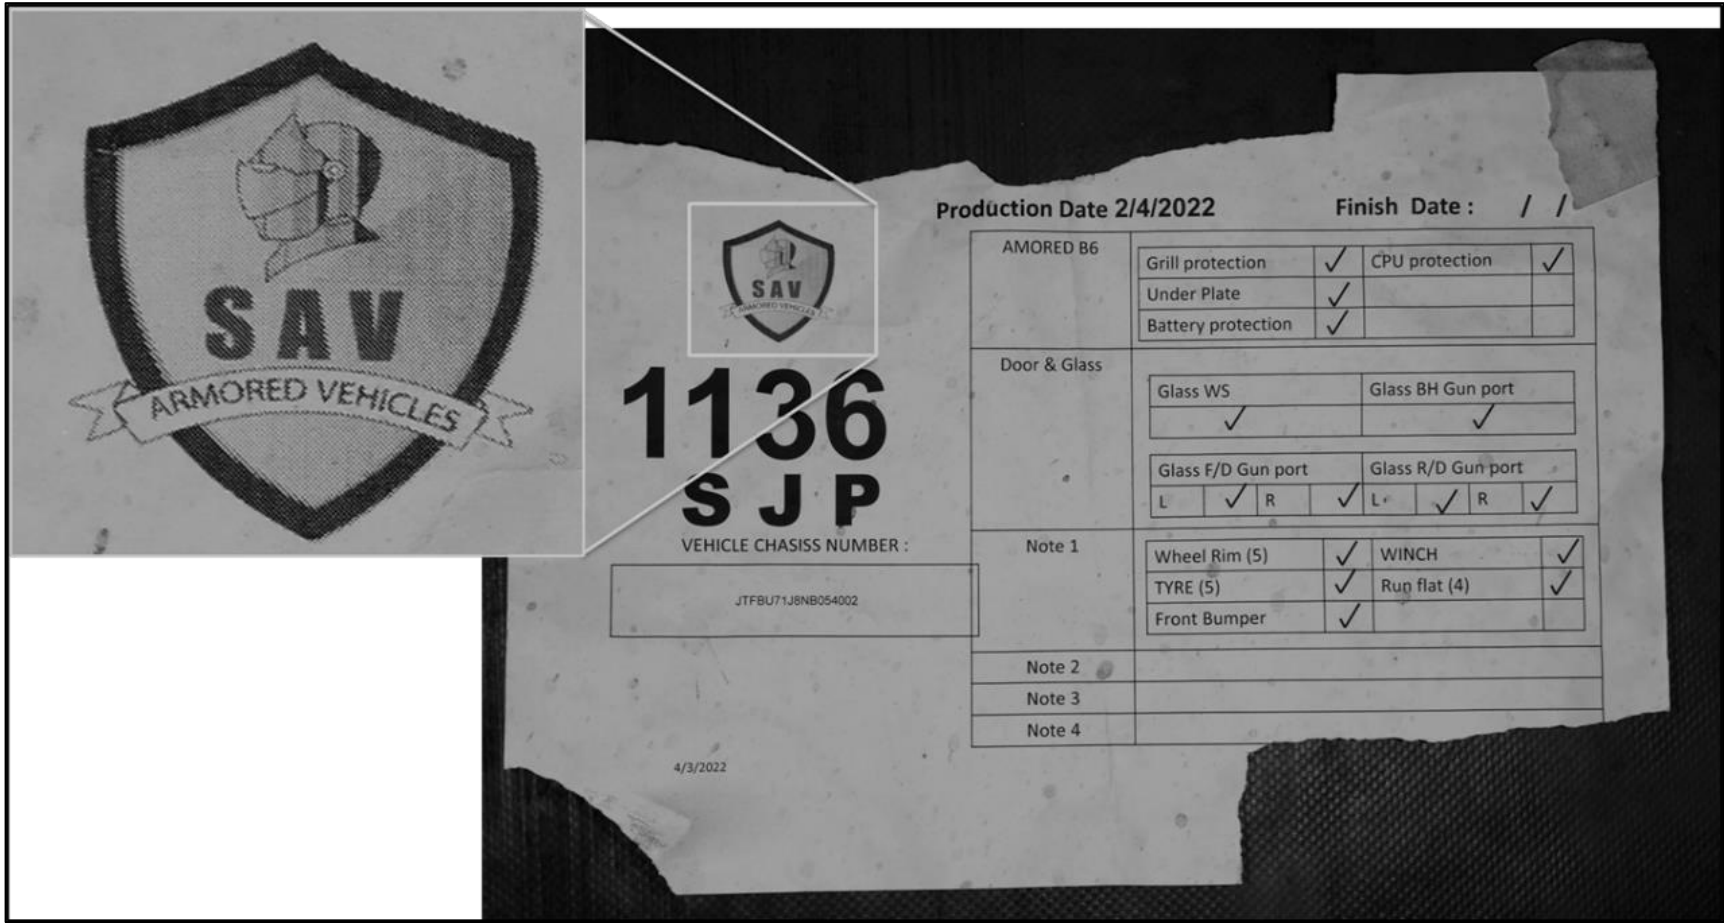 SAV
ARMORED VEHICLES
Production Date 2/4/2022 Finish Date : / /
SAV
ARMORED VEHICLES
1136
SJP
VEHICLE CHASISS NUMBER :
JTFBU71J8NB054002
4/3/2022
AMORED B6
Grill protection ✓ CPU protection ✓
Under Plate ✓
Battery protection ✓
Door & Glass
Glass WS Glass BH Gun port
✓ ✓
Glass F/D Gun port Glass R/D Gun port
L ✓ R ✓ L ✓ R ✓
Note 1
Wheel Rim (5) ✓ WINCH ✓
TYRE (5) ✓ Run flat (4) ✓
Front Bumper ✓
Note 2
Note 3
Note 4